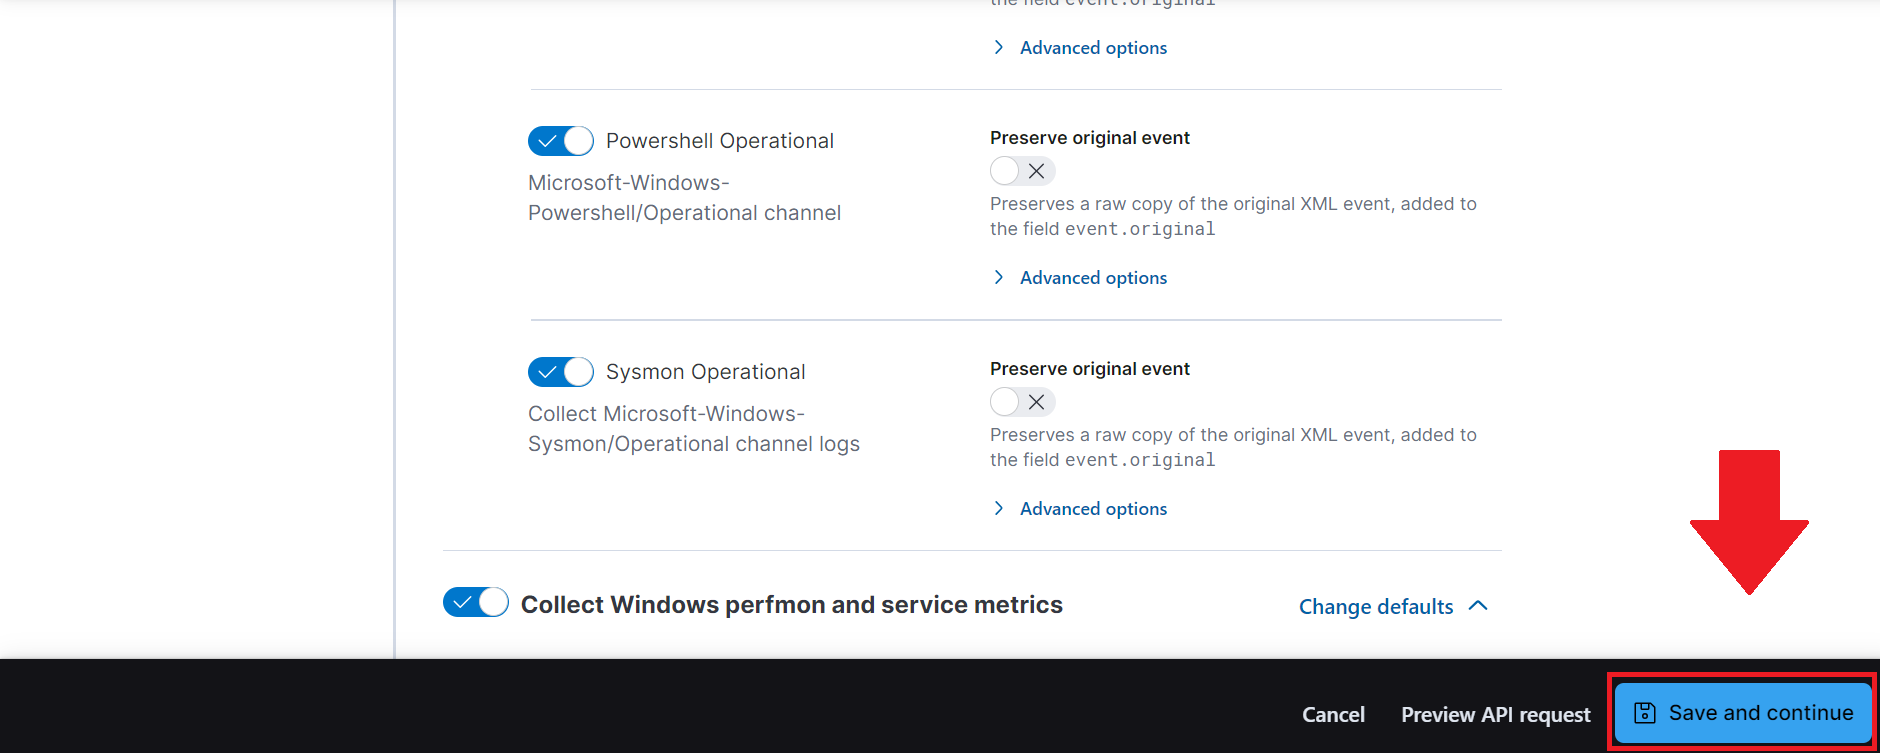 the field event.original
Advanced options
Powershell Operational
Microsoft-Windows-
Powershell/Operational channel
Preserve original event
Preserves a raw copy of the original XML event, added to
the field event.original
Advanced options
Sysmon Operational
Collect Microsoft-Windows-
Sysmon/Operational channel logs
Preserve original event
Preserves a raw copy of the original XML event, added to
the field event.original
Advanced options
Collect Windows perfmon and service metrics
Change defaults
Cancel
Preview API request
Save and continue